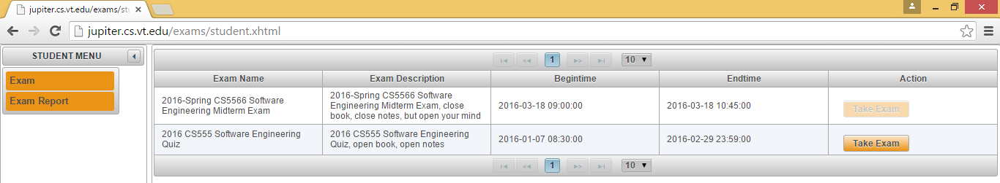 jupiter.cs.vt.edu/exams/stu
jupiter.cs.vt.edu/exams/student.xhtml
STUDENT MENU
Exam
Exam Report
1 10
Exam Name Exam Description Begintime Endtime Action
2016-Spring CS5566 Software
Engineering Midterm Exam
2016-Spring CS5566 Software
Engineering Midterm Exam, close
book, close notes, but open your mind
2016-03-18 09:00:00
2016-03-18 10:45:00
Take Exam
2016 CS555 Software Engineering
Quiz
2016 CS555 Software Engineering
Quiz, open book, open notes
2016-01-07 08:30:00
2016-02-29 23:59:00
Take Exam
1 10